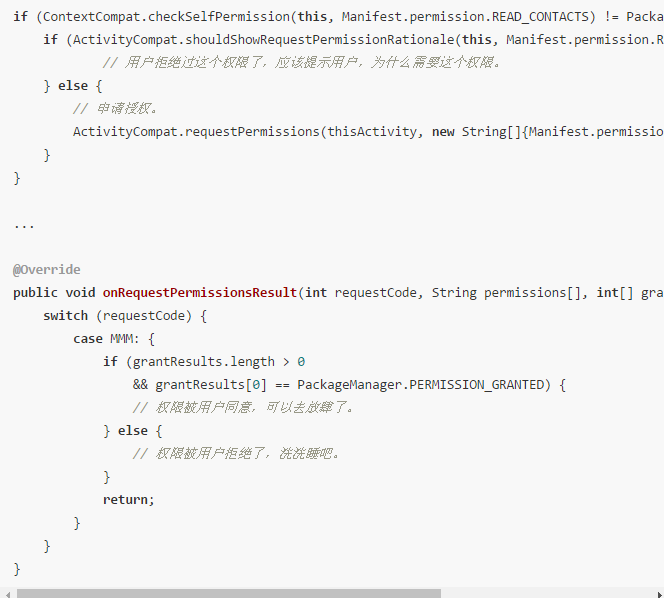 if (ContextCompat.checkSelfPermission(this, Manifest.permission.READ_CONTACTS) != Packa
if (ActivityCompat.shouldShowRequestPermissionRationale(this, Manifest.permission.R
// 用户拒绝过这个权限了，应该提示用户，为什么需要这个权限。
} else {
// 申请授权。
ActivityCompat.requestPermissions(thisActivity, new String[]{Manifest.permissio
}
}
...
@Override
public void onRequestPermissionsResult(int requestCode, String permissions[], int[] gra
switch (requestCode) {
case MMM: {
if (grantResults.length > 0
&& grantResults[0] == PackageManager.PERMISSION_GRANTED) {
// 权限被用户同意，可以去放肆了。
} else {
// 权限被用户拒绝了，洗洗睡吧。
}
return;
}
}
}